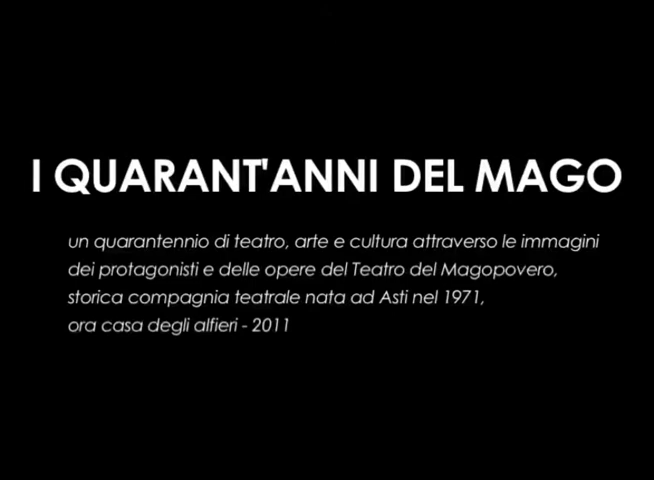 I QUARANT'ANNI DEL MAGO
un quarantennio di teatro, arte e cultura attraverso le immagini
dei protagonisti e delle opere del Teatro del Magopovero,
storica compagnia teatrale nata ad Asti nel 1971,
ora casa degli alfieri - 2011